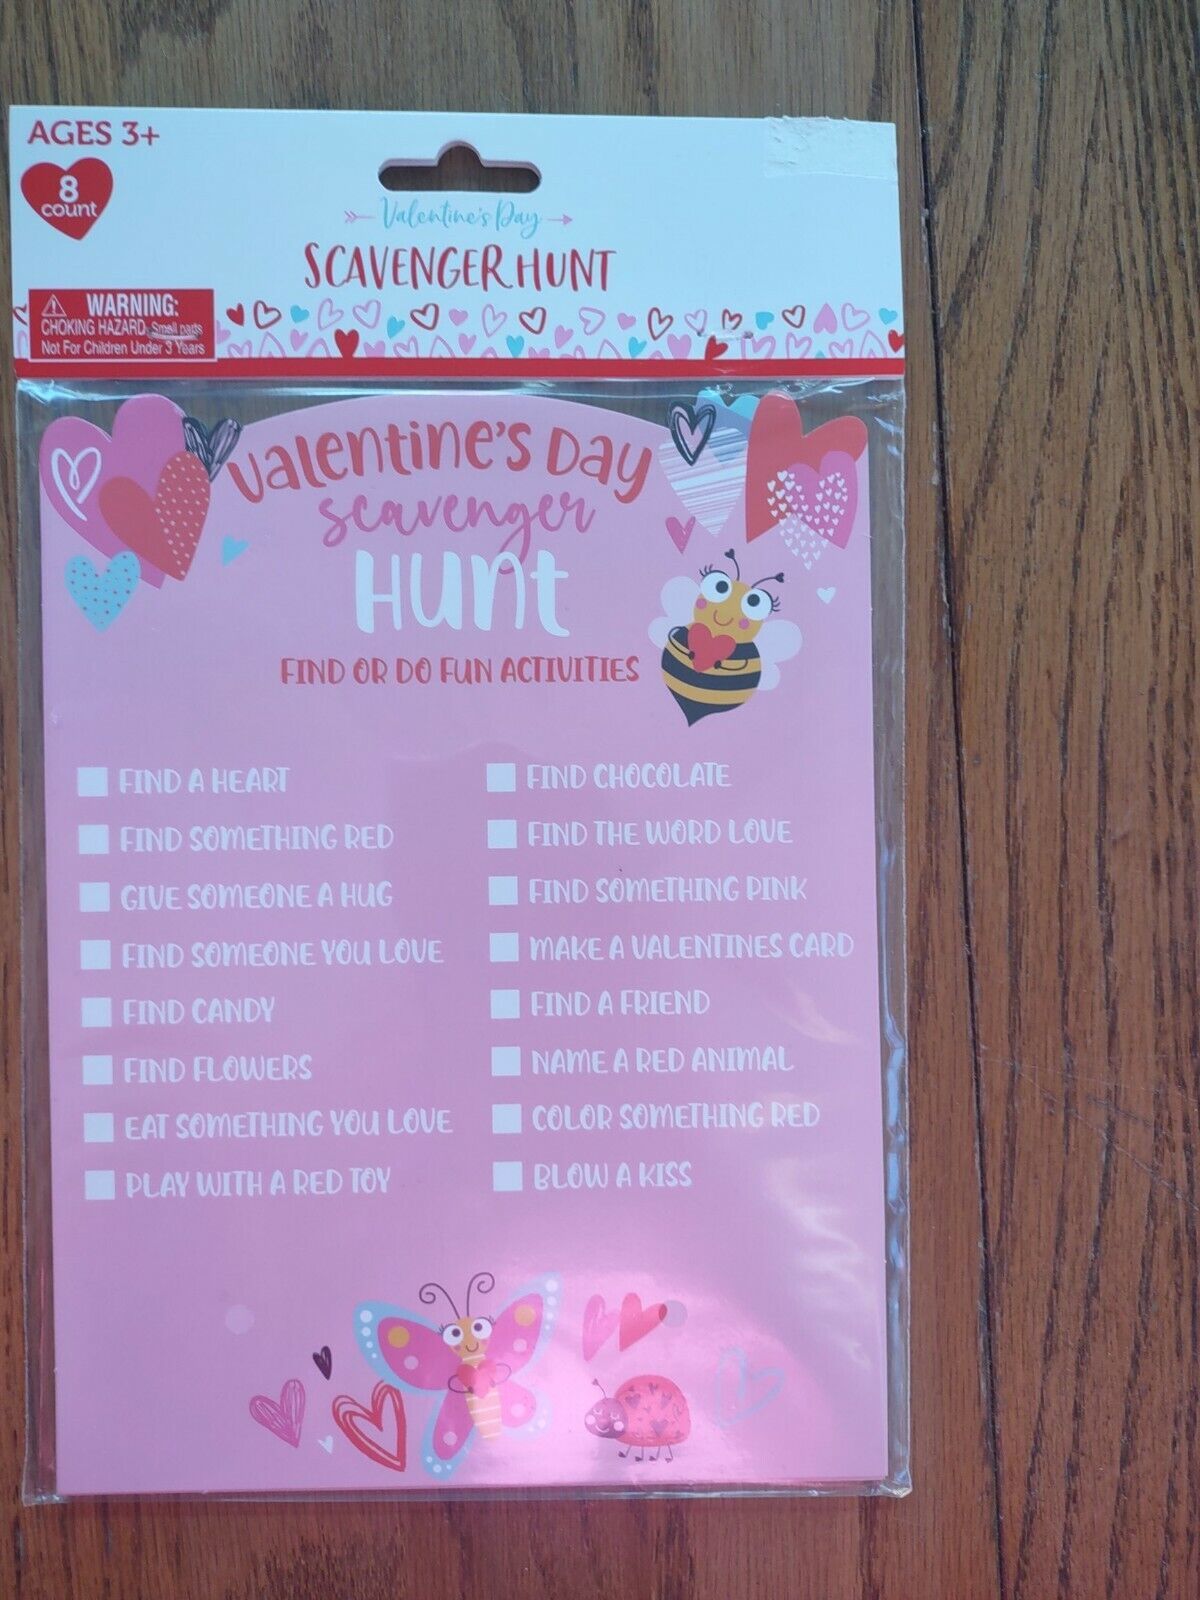 AGES 3+
8
count
Valentine's Day
SCAVENGER HUNT
WARNING:
CHOKING HAZARD-Small parts
Not For Children Under 3 Years
Valentine's Day
scavenger
Hunt
FIND OR DO FUN ACTIVITIES
FIND A HEART
FIND SOMETHING RED
GIVE SOMEONE A HUG
FIND SOMEONE YOU LOVE
FIND CANDY
FIND FLOWERS
EAT SOMETHING YOU LOVE
PLAY WITH A RED TOY
FIND CHOCOLATE
FIND THE WORD LOVE
FIND SOMETHING PINK
MAKE A VALENTINES CARD
FIND A FRIEND
NAME A RED ANIMAL
COLOR SOMETHING RED
BLOW A KISS